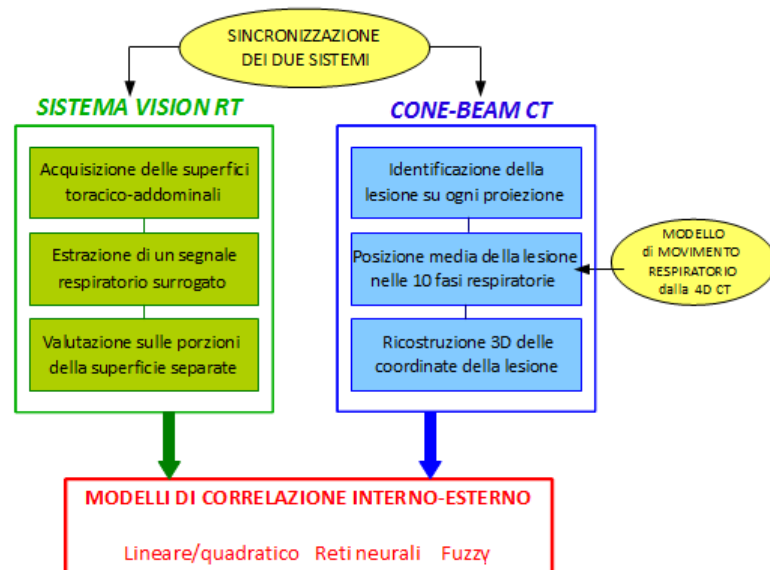 SINCRONIZZAZIONE
DEI DUE SISTEMI
SISTEMA VISION RT
Acquisizione delle superfici
toracico-addominali
Estrazione di un segnale
respiratorio surrogato
Valutazione sulle porzioni
della superficie separate
CONE-BEAM CT
Identificazione della
lesione su ogni proiezione
Posizione media della lesione
nelle 10 fasi respiratorie
Ricostruzione 3D delle
coordinate della lesione
MODELLO
di MOVIMENTO
RESPIRATORIO
dalla 4D CT
MODELLI DI CORRELAZIONE INTERNO-ESTERNO
Lineare/quadratico Reti neurali Fuzzy